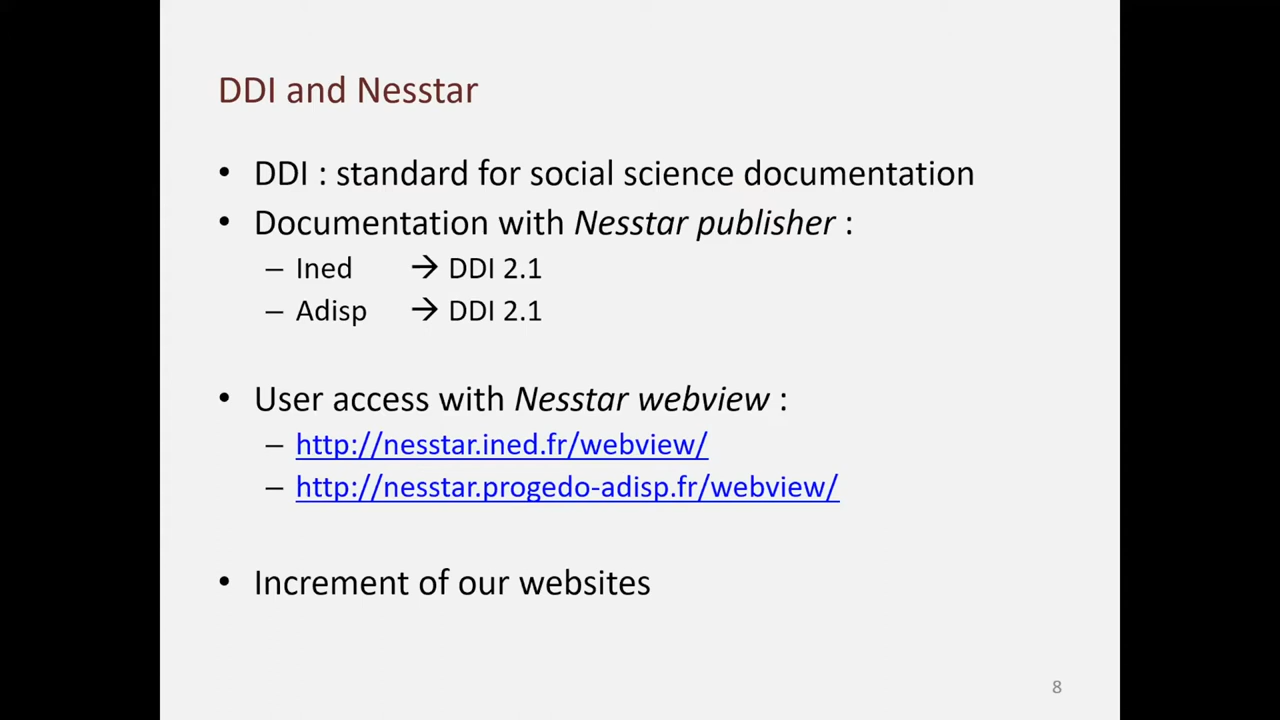 DDI and Nesstar
• DDI : standard for social science documentation
• Documentation with Nesstar publisher :
– Ined → DDI 2.1
– Adisp → DDI 2.1
• User access with Nesstar webview :
– http://nesstar.ined.fr/webview/
– http://nesstar.progedo-adisp.fr/webview/
• Increment of our websites
8